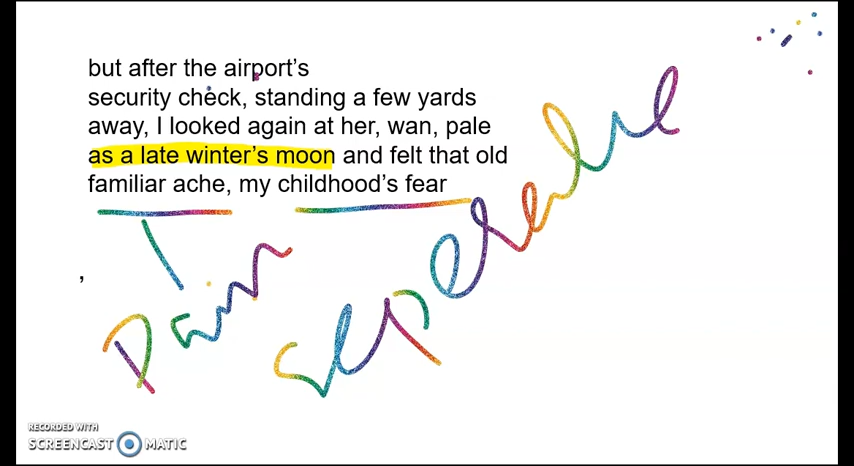 but after the airport's
security check, standing a few yards
away, I looked again at her, wan, pale
as a late winter's moon and felt that old
familiar ache, my childhood's fear
,
Pain
RECORDED WITH
SCREENCAST MATIC